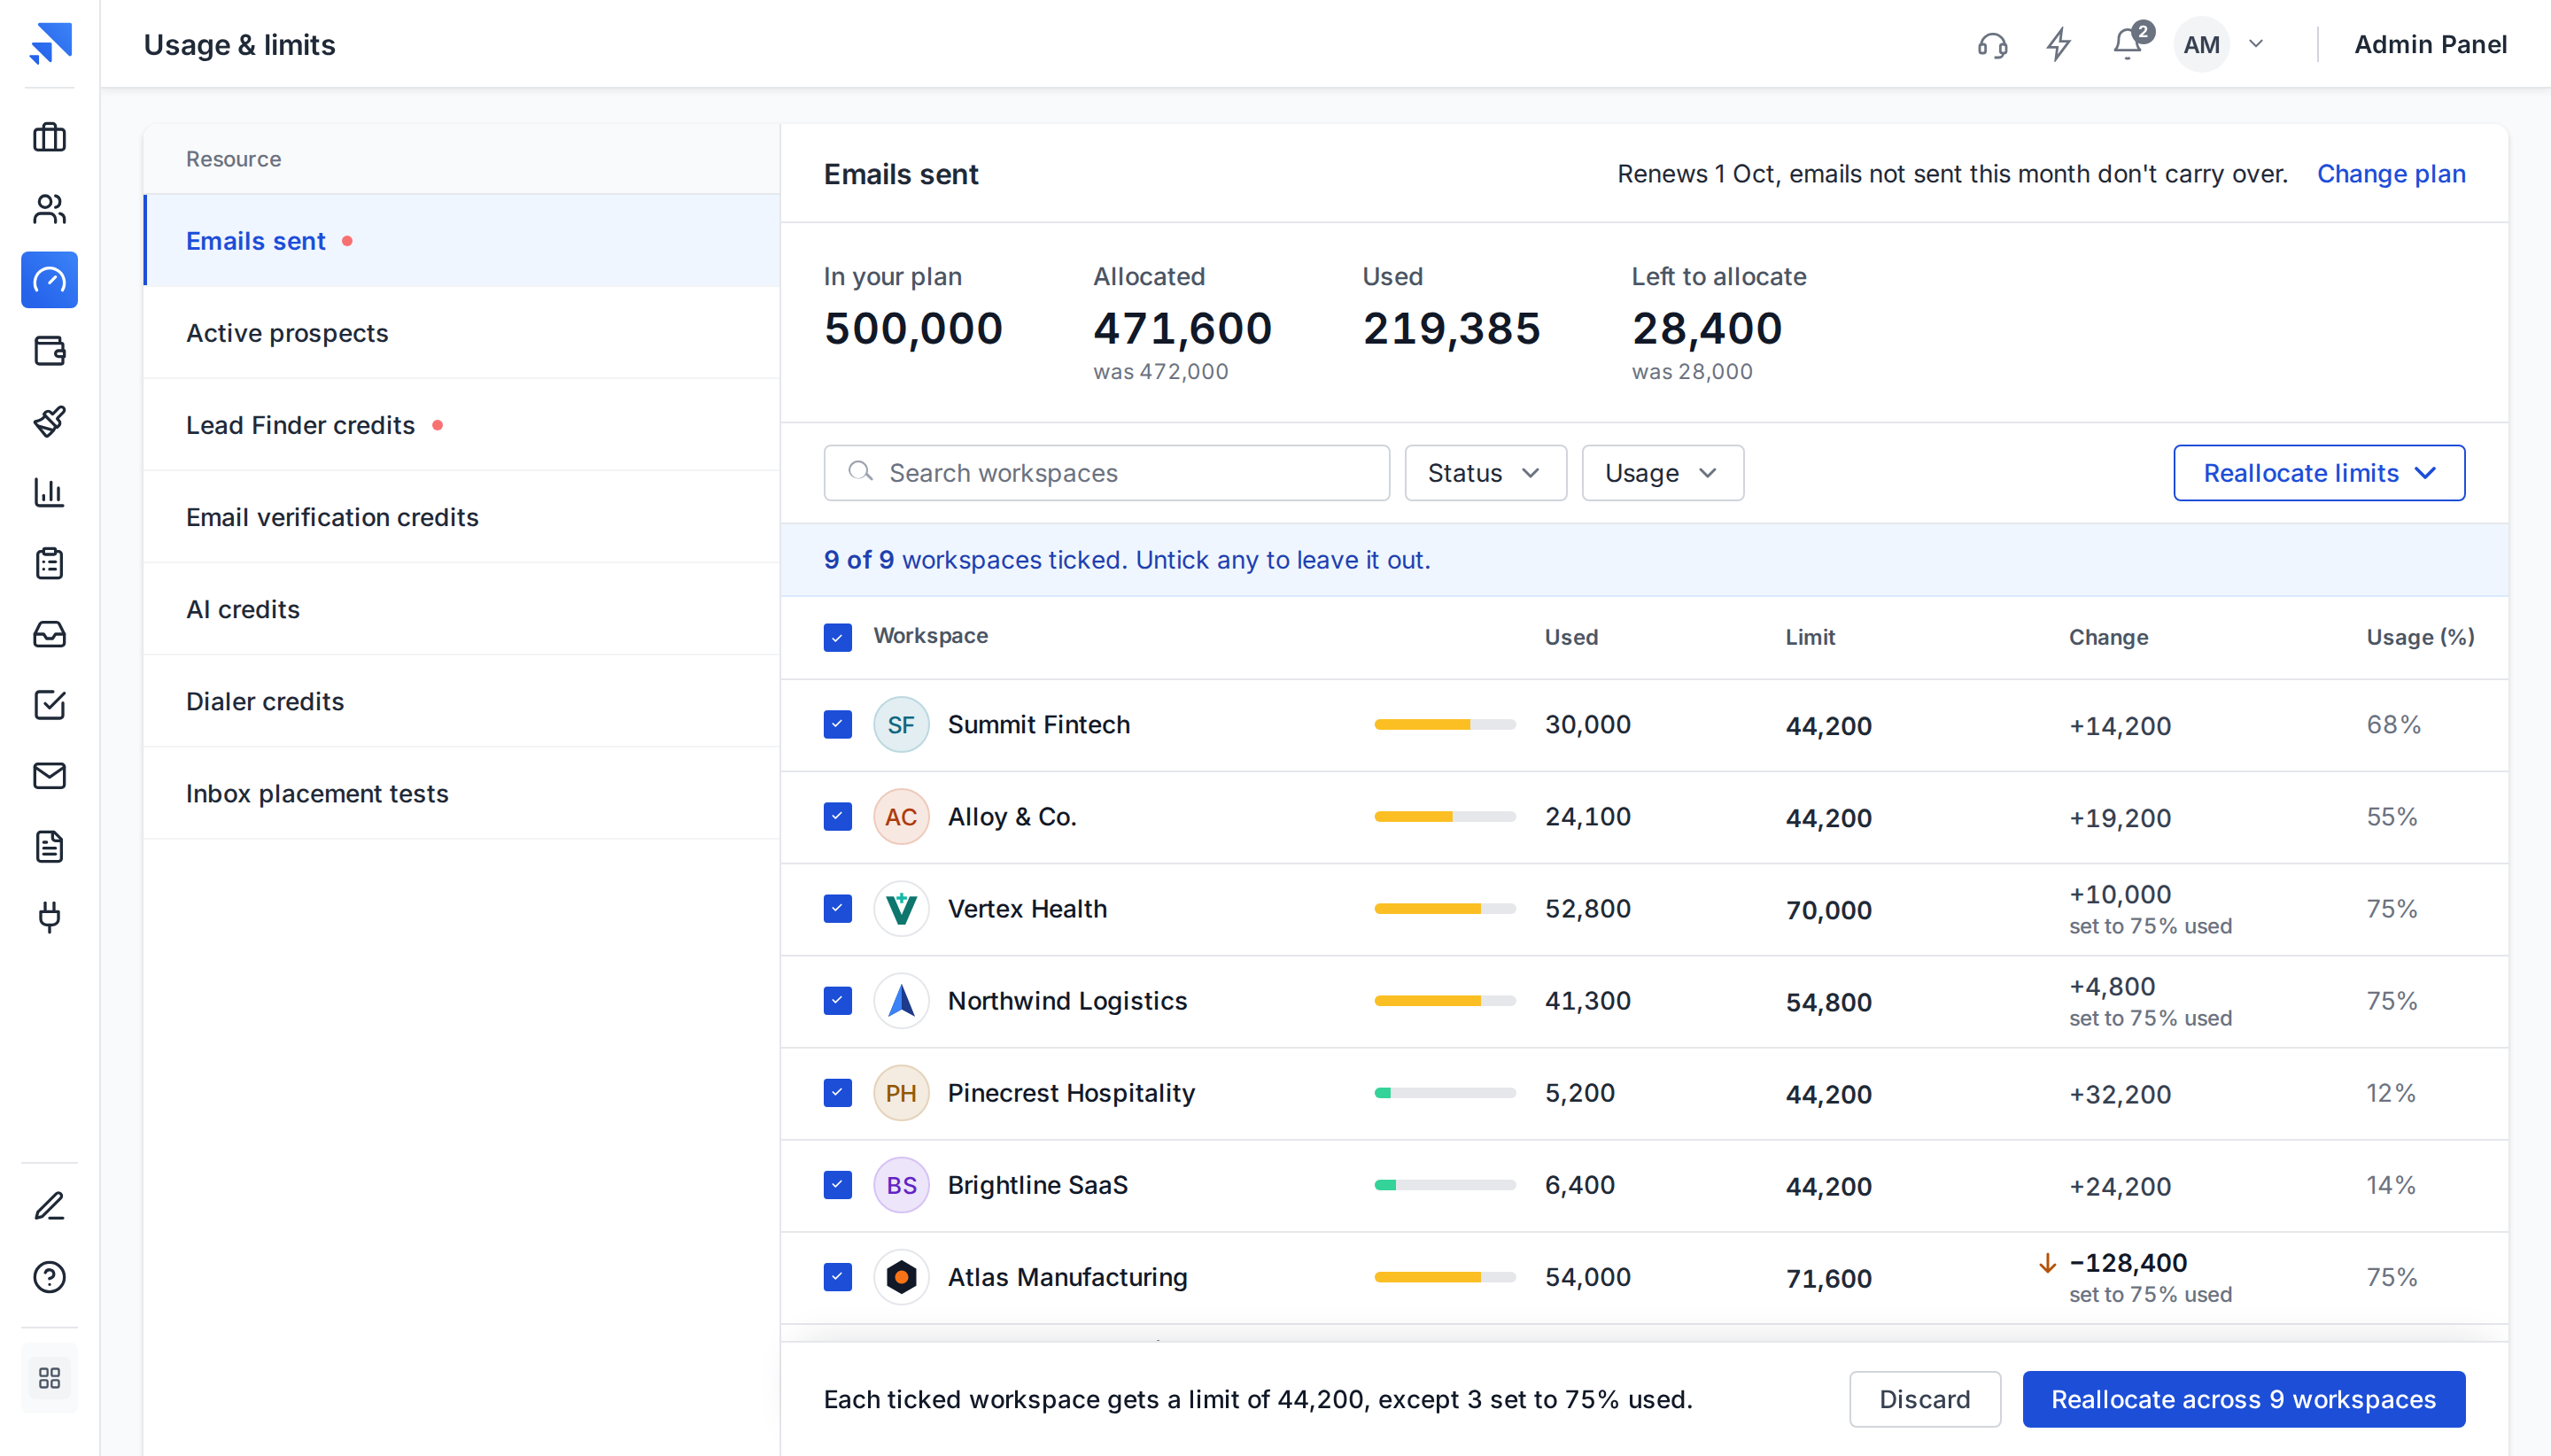 Usage & limits
2
AM
Admin Panel
Resource
Emails sent
Active prospects
Lead Finder credits
Email verification credits
AI credits
Dialer credits
Inbox placement tests
Emails sent
Renews 1 Oct, emails not sent this month don't carry over.
Change plan
In your plan
500,000
Allocated
471,600
was 472,000
Used
219,385
Left to allocate
28,400
was 28,000
Search workspaces
Status
Usage
Reallocate limits
9 of 9 workspaces ticked. Untick any to leave it out.
Workspace Used Limit Change Usage (%)
SF Summit Fintech 30,000 44,200 +14,200 68%
AC Alloy & Co. 24,100 44,200 +19,200 55%
Vertex Health 52,800 70,000 +10,000 75%
set to 75% used
Northwind Logistics 41,300 54,800 +4,800 75%
set to 75% used
PH Pinecrest Hospitality 5,200 44,200 +32,200 12%
BS Brightline SaaS 6,400 44,200 +24,200 14%
Atlas Manufacturing 54,000 71,600 −128,400 75%
set to 75% used
Each ticked workspace gets a limit of 44,200, except 3 set to 75% used.
Discard
Reallocate across 9 workspaces